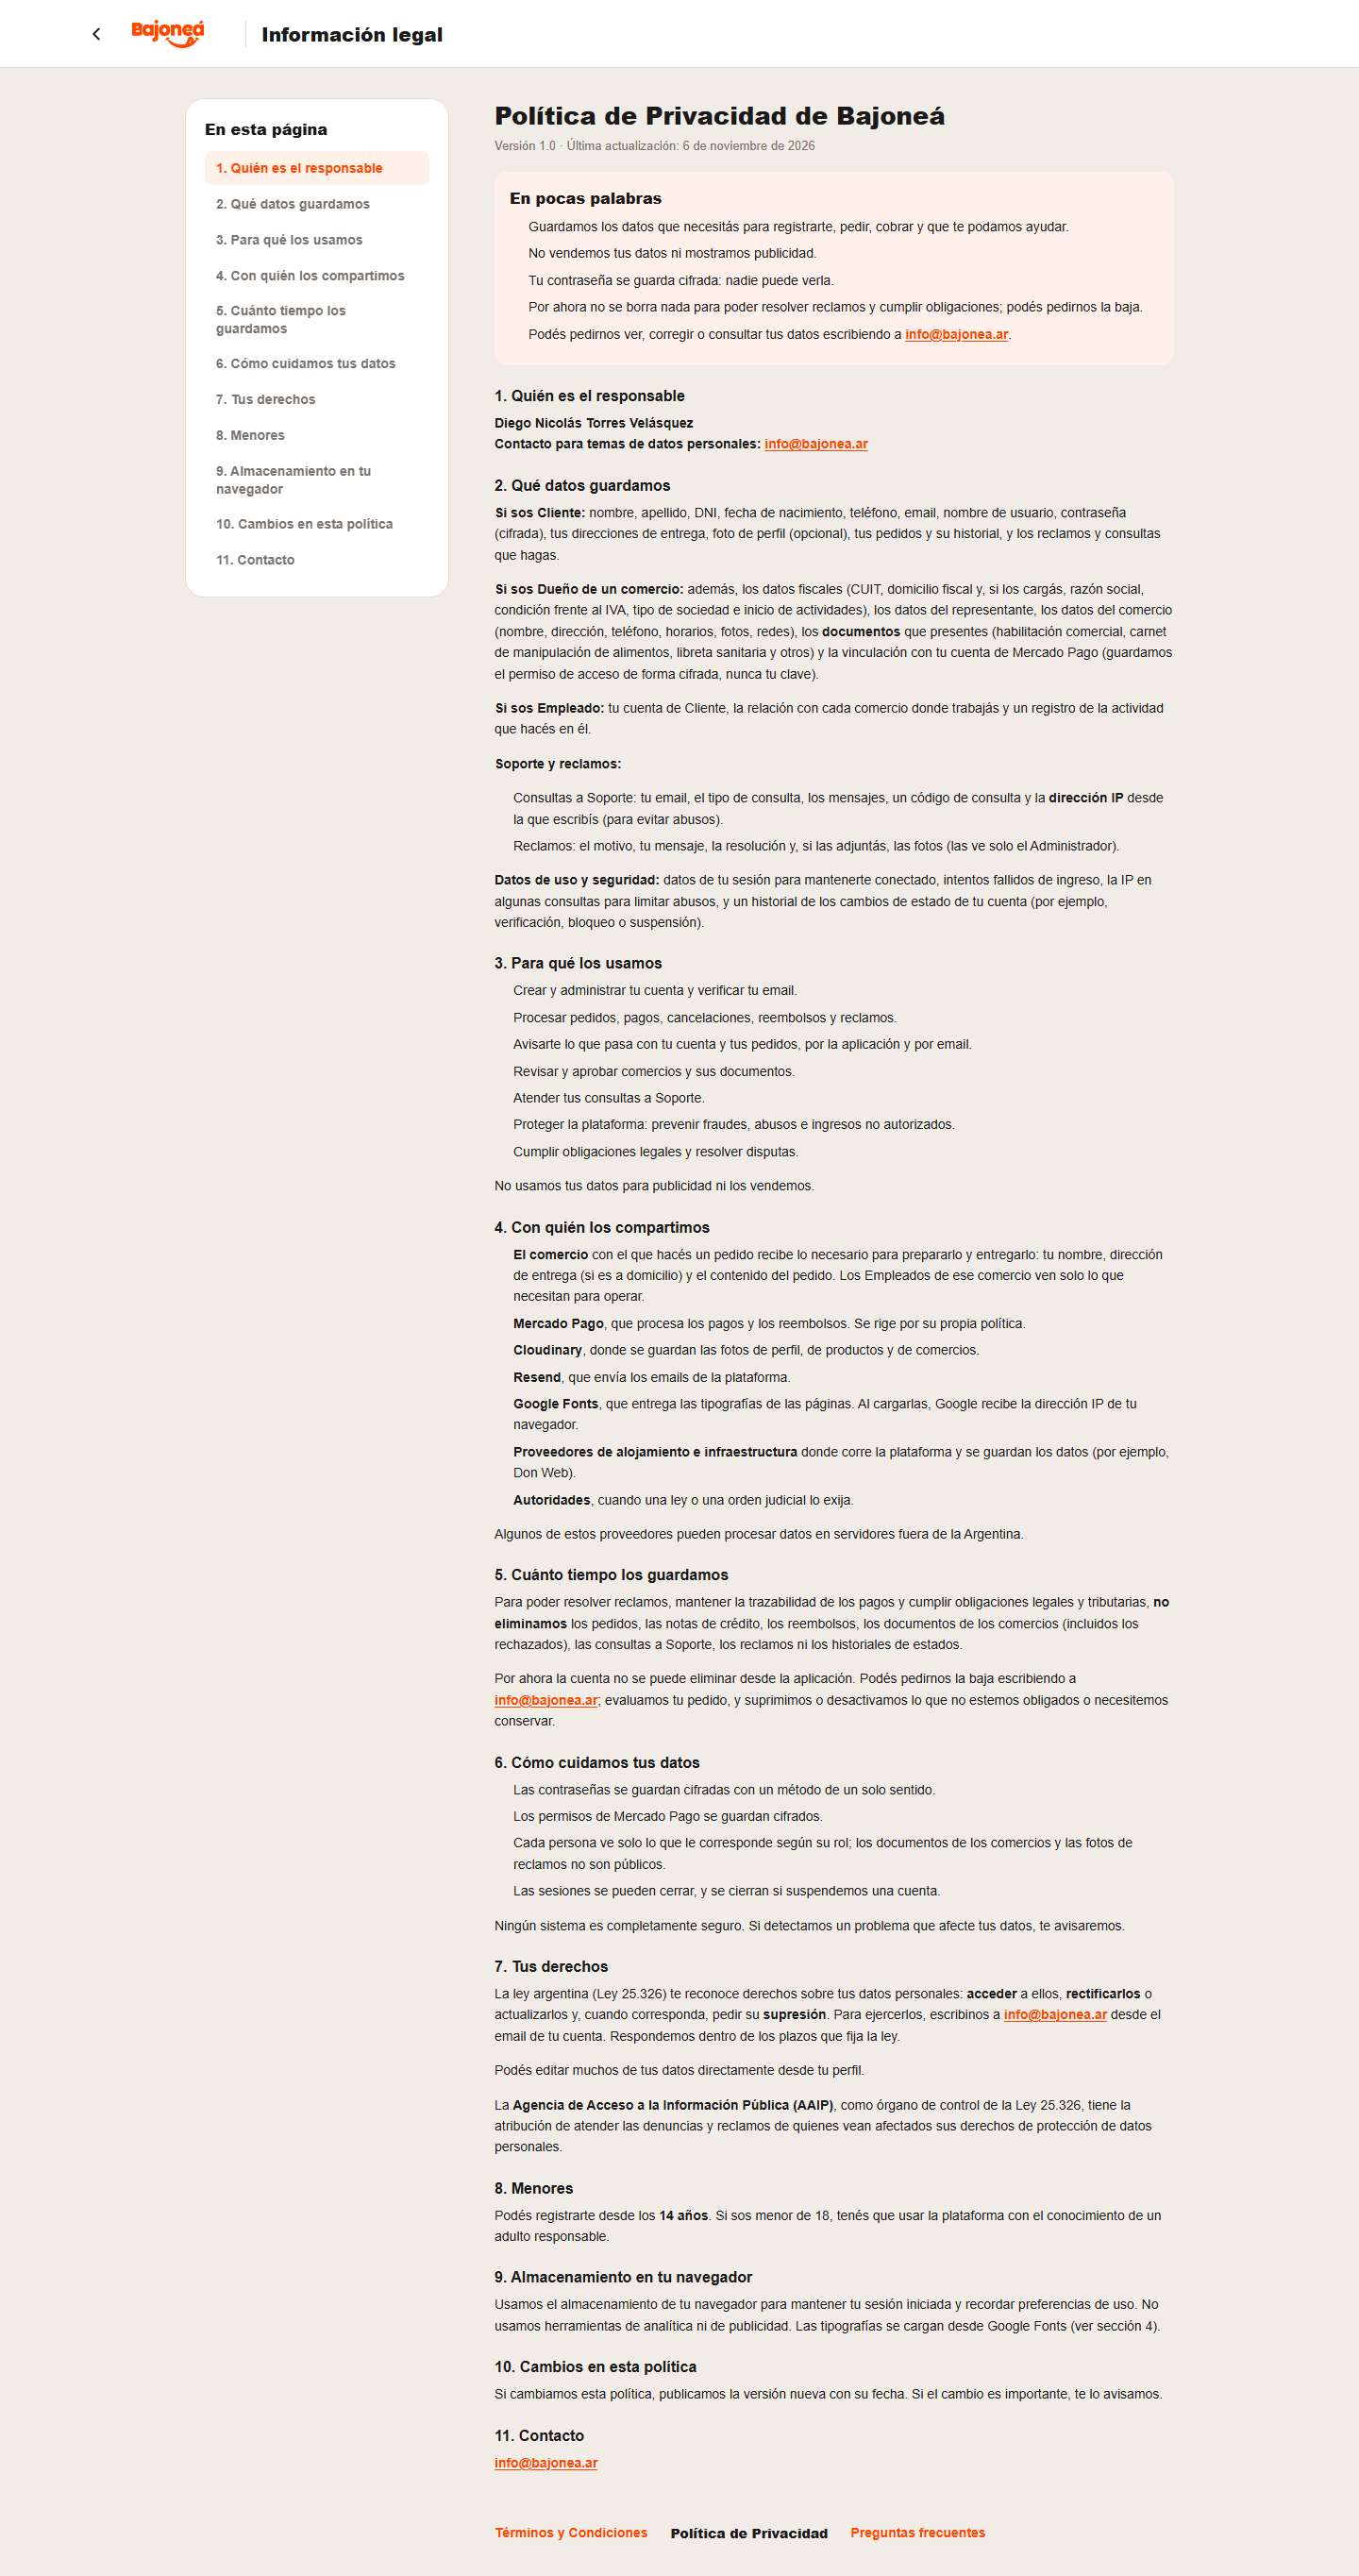 Bajoneá
Información legal
En esta página
1. Quién es el responsable
2. Qué datos guardamos
3. Para qué los usamos
4. Con quién los compartimos
5. Cuánto tiempo los
guardamos
6. Cómo cuidamos tus datos
7. Tus derechos
8. Menores
9. Almacenamiento en tu
navegador
10. Cambios en esta política
11. Contacto
Política de Privacidad de Bajoneá
Versión 1.0 · Última actualización: 6 de noviembre de 2026
En pocas palabras
Guardamos los datos que necesitás para registrarte, pedir, cobrar y que te podamos ayudar.
No vendemos tus datos ni mostramos publicidad.
Tu contraseña se guarda cifrada: nadie puede verla.
Por ahora no se borra nada para poder resolver reclamos y cumplir obligaciones; podés pedirnos la baja.
Podés pedirnos ver, corregir o consultar tus datos escribiendo a info@bajonea.ar.
1. Quién es el responsable
Diego Nicolás Torres Velásquez
Contacto para temas de datos personales: info@bajonea.ar
2. Qué datos guardamos
Si sos Cliente: nombre, apellido, DNI, fecha de nacimiento, teléfono, email, nombre de usuario, contraseña
(cifrada), tus direcciones de entrega, foto de perfil (opcional), tus pedidos y su historial, y los reclamos y consultas
que hagas.
Si sos Dueño de un comercio: además, los datos fiscales (CUIT, domicilio fiscal y, si los cargás, razón social,
condición frente al IVA, tipo de sociedad e inicio de actividades), los datos del representante, los datos del comercio
(nombre, dirección, teléfono, horarios, fotos, redes), los documentos que presentes (habilitación comercial, carnet
de manipulación de alimentos, libreta sanitaria y otros) y la vinculación con tu cuenta de Mercado Pago (guardamos
el permiso de acceso de forma cifrada, nunca tu clave).
Si sos Empleado: tu cuenta de Cliente, la relación con cada comercio donde trabajás y un registro de la actividad
que hacés en él.
Soporte y reclamos:
Consultas a Soporte: tu email, el tipo de consulta, los mensajes, un código de consulta y la dirección IP desde
la que escribís (para evitar abusos).
Reclamos: el motivo, tu mensaje, la resolución y, si las adjuntás, las fotos (las ve solo el Administrador).
Datos de uso y seguridad: datos de tu sesión para mantenerte conectado, intentos fallidos de ingreso, la IP en
algunas consultas para limitar abusos, y un historial de los cambios de estado de tu cuenta (por ejemplo,
verificación, bloqueo o suspensión).
3. Para qué los usamos
Crear y administrar tu cuenta y verificar tu email.
Procesar pedidos, pagos, cancelaciones, reembolsos y reclamos.
Avisarte lo que pasa con tu cuenta y tus pedidos, por la aplicación y por email.
Revisar y aprobar comercios y sus documentos.
Atender tus consultas a Soporte.
Proteger la plataforma: prevenir fraudes, abusos e ingresos no autorizados.
Cumplir obligaciones legales y resolver disputas.
No usamos tus datos para publicidad ni los vendemos.
4. Con quién los compartimos
El comercio con el que hacés un pedido recibe lo necesario para prepararlo y entregarlo: tu nombre, dirección
de entrega (si es a domicilio) y el contenido del pedido. Los Empleados de ese comercio ven solo lo que
necesitan para operar.
Mercado Pago, que procesa los pagos y los reembolsos. Se rige por su propia política.
Cloudinary, donde se guardan las fotos de perfil, de productos y de comercios.
Resend, que envía los emails de la plataforma.
Google Fonts, que entrega las tipografías de las páginas. Al cargarlas, Google recibe la dirección IP de tu
navegador.
Proveedores de alojamiento e infraestructura donde corre la plataforma y se guardan los datos (por ejemplo,
Don Web).
Autoridades, cuando una ley o una orden judicial lo exija.
Algunos de estos proveedores pueden procesar datos en servidores fuera de la Argentina.
5. Cuánto tiempo los guardamos
Para poder resolver reclamos, mantener la trazabilidad de los pagos y cumplir obligaciones legales y tributarias, no
eliminamos los pedidos, las notas de crédito, los reembolsos, los documentos de los comercios (incluidos los
rechazados), las consultas a Soporte, los reclamos ni los historiales de estados.
Por ahora la cuenta no se puede eliminar desde la aplicación. Podés pedirnos la baja escribiendo a
info@bajonea.ar; evaluamos tu pedido, y suprimimos o desactivamos lo que no estemos obligados o necesitemos
conservar.
6. Cómo cuidamos tus datos
Las contraseñas se guardan cifradas con un método de un solo sentido.
Los permisos de Mercado Pago se guardan cifrados.
Cada persona ve solo lo que le corresponde según su rol; los documentos de los comercios y las fotos de
reclamos no son públicos.
Las sesiones se pueden cerrar, y se cierran si suspendemos una cuenta.
Ningún sistema es completamente seguro. Si detectamos un problema que afecte tus datos, te avisaremos.
7. Tus derechos
La ley argentina (Ley 25.326) te reconoce derechos sobre tus datos personales: acceder a ellos, rectificarlos o
actualizarlos y, cuando corresponda, pedir su supresión. Para ejercerlos, escribinos a info@bajonea.ar desde el
email de tu cuenta. Respondemos dentro de los plazos que fija la ley.
Podés editar muchos de tus datos directamente desde tu perfil.
La Agencia de Acceso a la Información Pública (AAIP), como órgano de control de la Ley 25.326, tiene la
atribución de atender las denuncias y reclamos de quienes vean afectados sus derechos de protección de datos
personales.
8. Menores
Podés registrarte desde los 14 años. Si sos menor de 18, tenés que usar la plataforma con el conocimiento de un
adulto responsable.
9. Almacenamiento en tu navegador
Usamos el almacenamiento de tu navegador para mantener tu sesión iniciada y recordar preferencias de uso. No
usamos herramientas de analítica ni de publicidad. Las tipografías se cargan desde Google Fonts (ver sección 4).
10. Cambios en esta política
Si cambiamos esta política, publicamos la versión nueva con su fecha. Si el cambio es importante, te lo avisamos.
11. Contacto
info@bajonea.ar
Términos y Condiciones
Política de Privacidad
Preguntas frecuentes